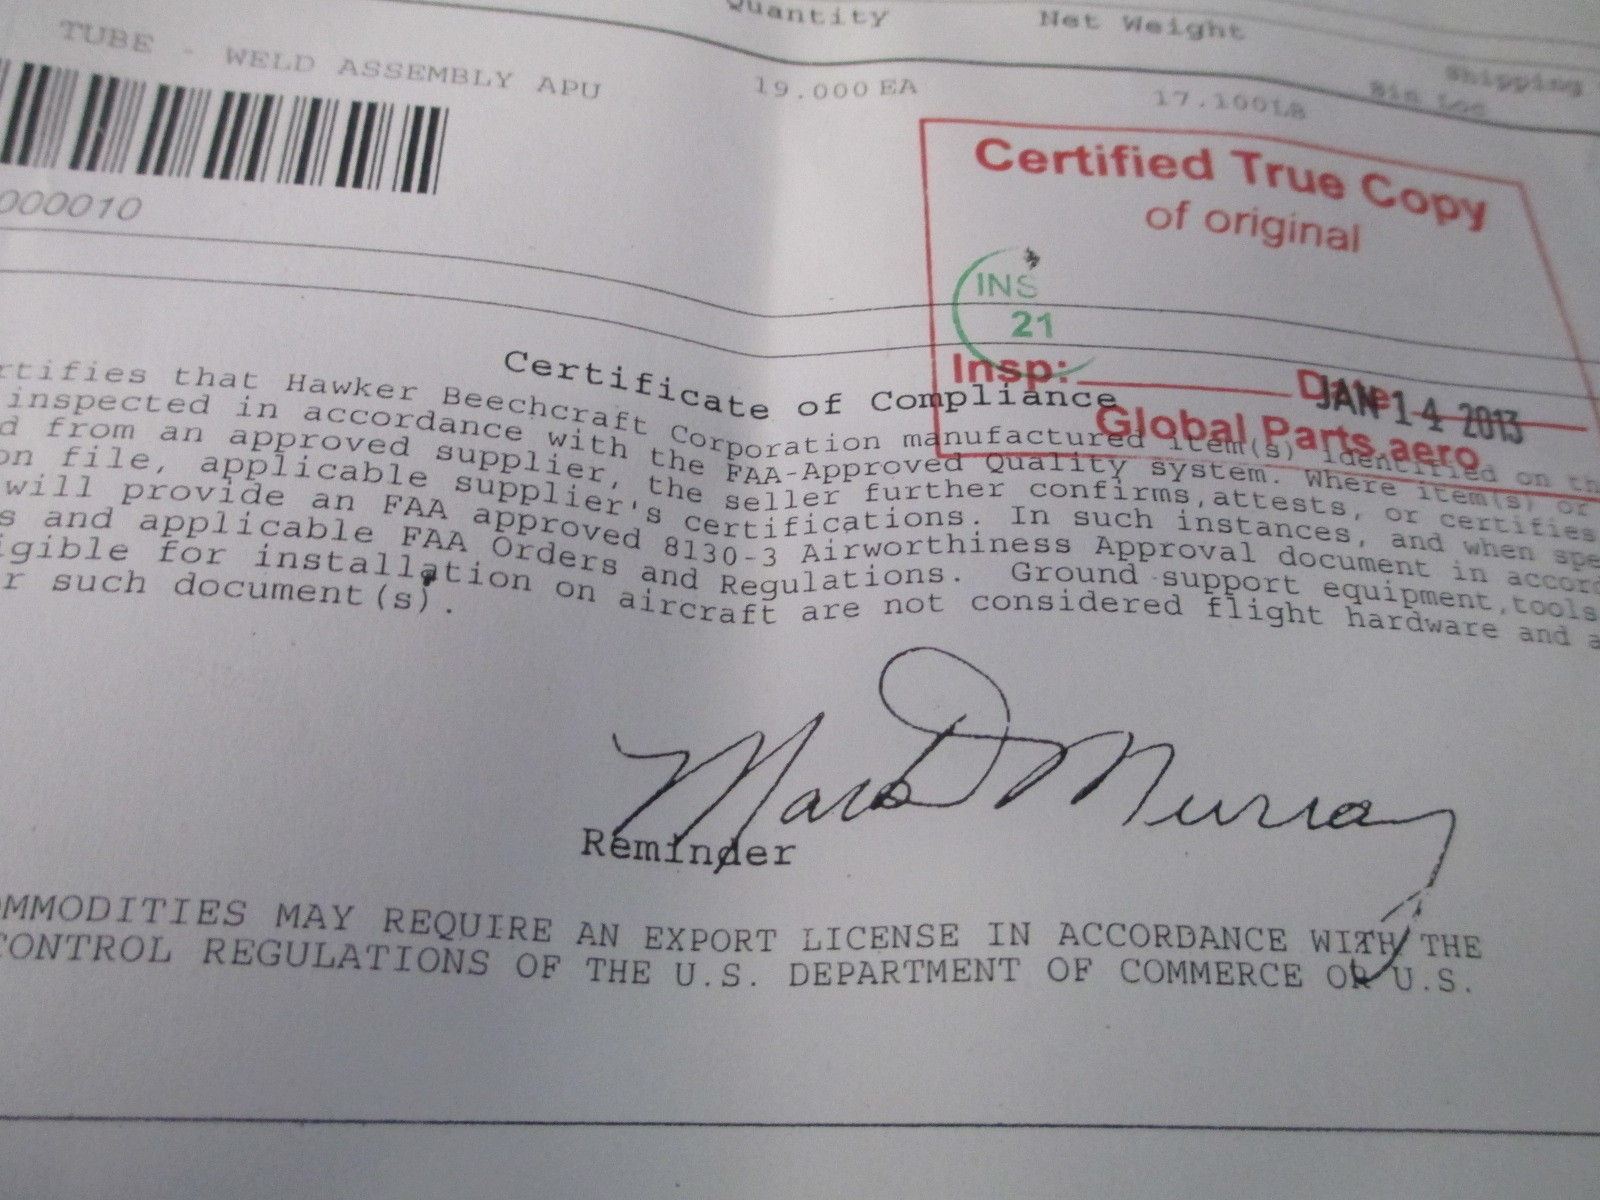 Quantity Net Weight Shipping
TUBE - WELD ASSEMBLY APU 19.000 EA 17.100LB Bin Loc
000010
Certified True Copy
of original
INS
21
Insp: Date
JAN 14 2013
Global Parts.aero
Certificate of Compliance
rtifies that Hawker Beechcraft Corporation manufactured item(s) identified on th
inspected in accordance with the FAA-Approved Quality system. Where item(s) or
d from an approved supplier, the seller further confirms,attests, or certifies
on file, applicable supplier's certifications. In such instances, and when spe
will provide an FAA approved 8130-3 Airworthiness Approval document in accord
s and applicable FAA Orders and Regulations. Ground support equipment,tools
igible for installation on aircraft are not considered flight hardware and a
r such document(s).
Mark D Murray
Reminder
OMMODITIES MAY REQUIRE AN EXPORT LICENSE IN ACCORDANCE WITH THE
CONTROL REGULATIONS OF THE U.S. DEPARTMENT OF COMMERCE OR U.S.